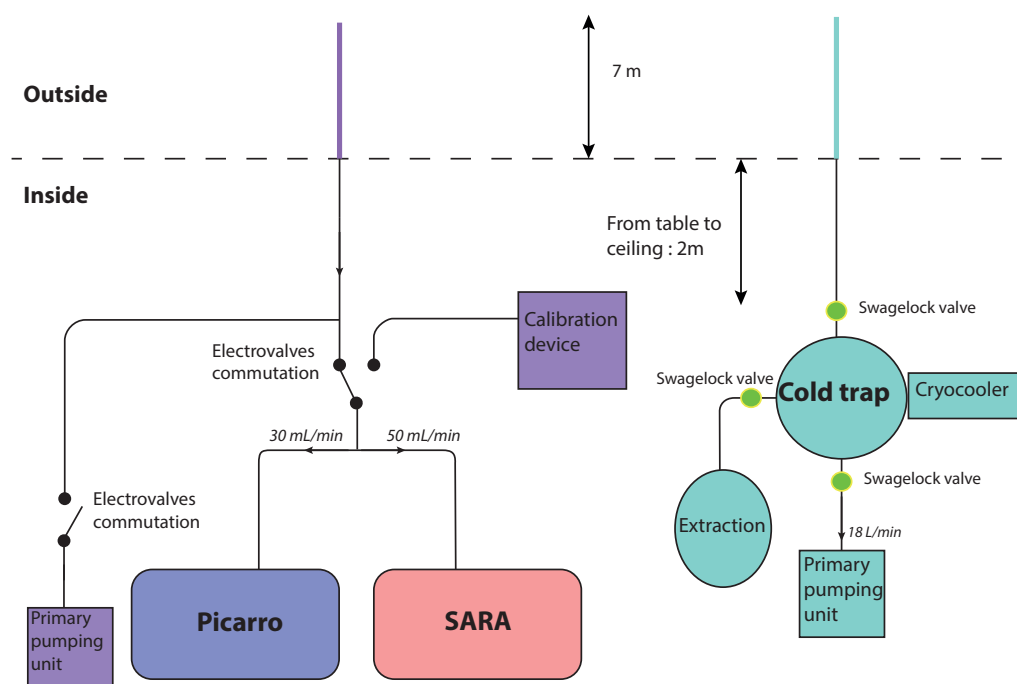 Outside
7 m
Inside
From table to
ceiling : 2m
Swagelock valve
Calibration
device
Electrovalves
commutation
Swagelock valve
Cold trap
Cryocooler
30 mL/min
50 mL/min
Electrovalves
commutation
Swagelock valve
Extraction
18 L/min
Primary
pumping
unit
Picarro
SARA
Primary
pumping
unit